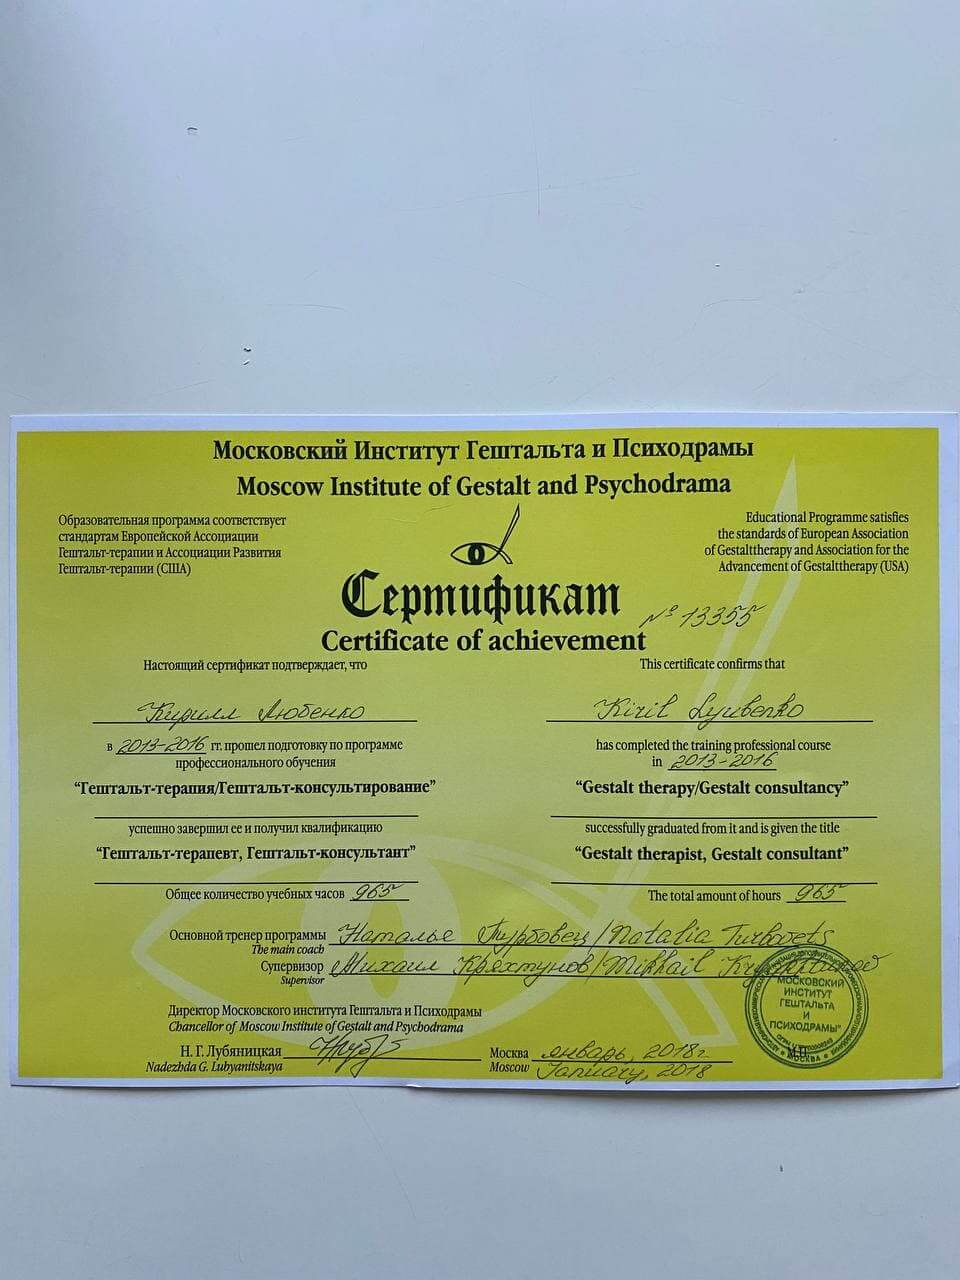 Московский Институт Гештальта и Психодрамы
Moscow Institute of Gestalt and Psychodrama
Образовательная программа соответствует
стандартам Европейской Ассоциации
Гештальт-терапии и Ассоциации Развития
Гештальт-терапии (США)
Educational Programme satisfies
the standards of European Association
of Gestalttherapy and Association for the
Advancement of Gestalttherapy (USA)
Сертификат
№ 13355
Certificate of achievement
Настоящий сертификат подтверждает, что
Кирилл Любенко
в 2013-2016 гг. прошел подготовку по программе
профессионального обучения
“Гештальт-терапия/Гештальт-консультирование”
успешно завершил ее и получил квалификацию
“Гештальт-терапевт, Гештальт-консультант”
Общее количество учебных часов 965
This certificate confirms that
Kiril Lyubenko
has completed the training professional course
in 2013-2016
“Gestalt therapy/Gestalt consultancy”
successfully graduated from it and is given the title
“Gestalt therapist, Gestalt consultant”
The total amount of hours 965
Основной тренер программы Наталья Турбовец/Natalia Turbovets
The main coach
Супервизор Михаил Кряхтунов/Mikhail
Supervisor
Директор Московского института Гештальта и Психодрамы
Chancellor of Moscow Institute of Gestalt and Psychodrama
Н. Г. Лубяницкая
Nadezhda G. Lubyanitskaya
Москва январь, 2018г.
Moscow January, 2018
МОСКОВСКИЙ
ИНСТИТУТ
ГЕШТАЛЬТА
И
ПСИХОДРАМЫ"
М.П.
МОСКВА